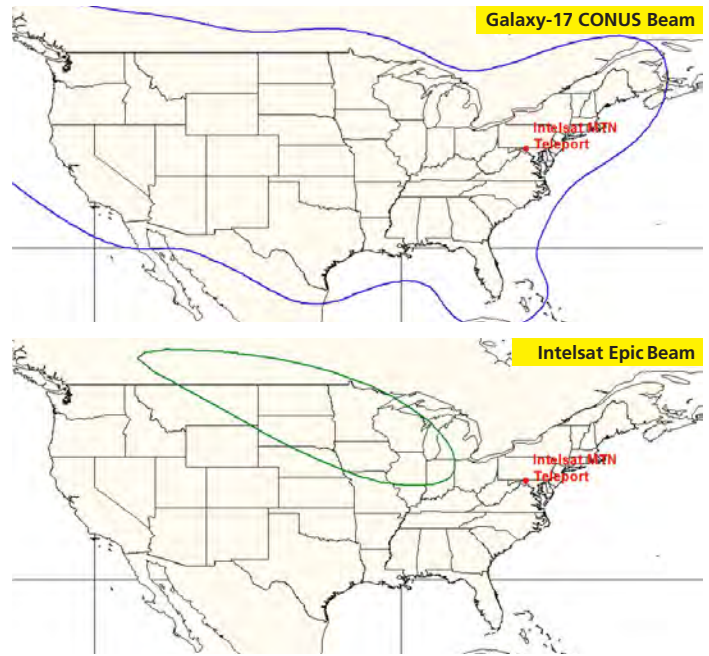 Galaxy-17 CONUS Beam
Intelsat MTN
Teleport
Intelsat Epic Beam
Intelsat MTN
Teleport